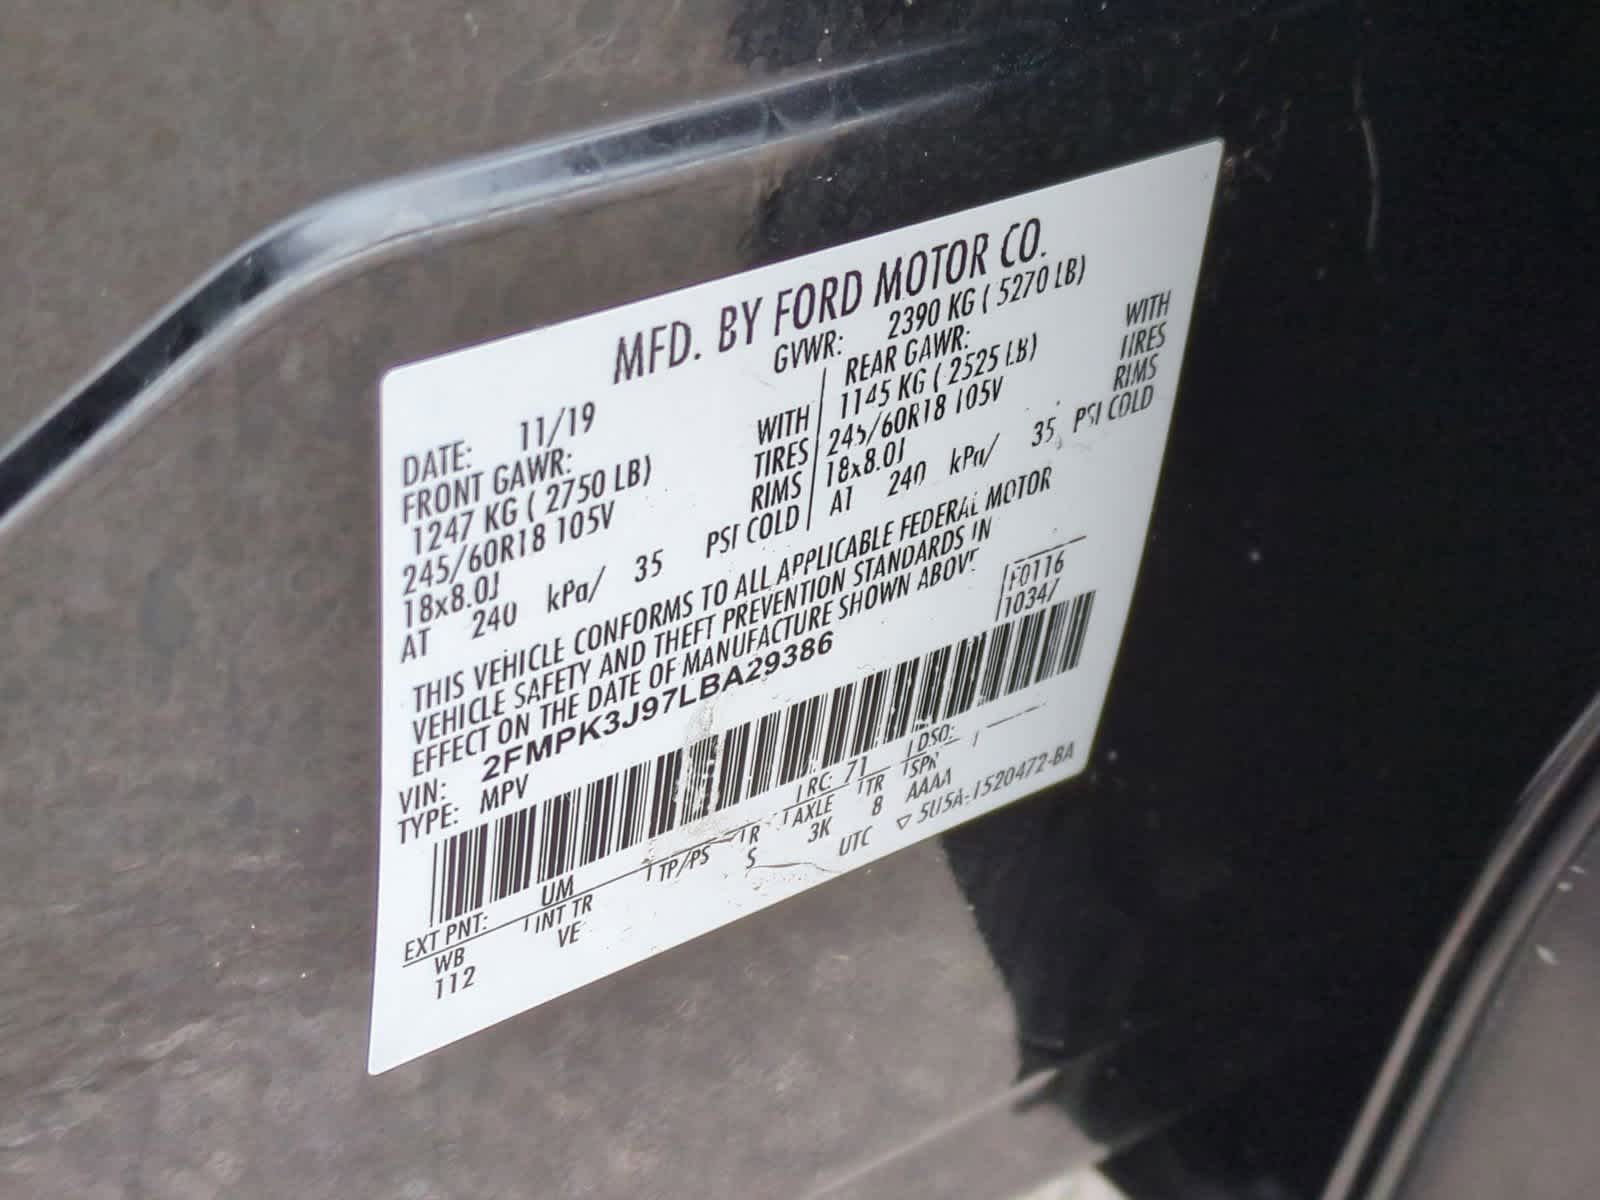 MFD. BY FORD MOTOR CO.
DATE: 11/19 GVWR: 2390 KG ( 5270 LB)
FRONT GAWR: REAR GAWR:
1247 KG ( 2750 LB) WITH 1145 KG ( 2525 LB) WITH
245/60R18 105V TIRES 245/60R18 105V TIRES
18x8.0J RIMS 18x8.0J RIMS
AT 240 kPa/ 35 PSI COLD AT 240 kPa/ 35 PSI COLD
THIS VEHICLE CONFORMS TO ALL APPLICABLE FEDERAL MOTOR
VEHICLE SAFETY AND THEFT PREVENTION STANDARDS IN
EFFECT ON THE DATE OF MANUFACTURE SHOWN ABOVE.
VIN: 2FMPK3J97LBA29386 F0116
TYPE: MPV 1034
EXT PNT: UM RC: 71 DSO:
WB INT TR TP/PS R AXLE TR SPR
112 VE S 3K 8 AAAA
UTC ▽ 5U5A-1520472-BA